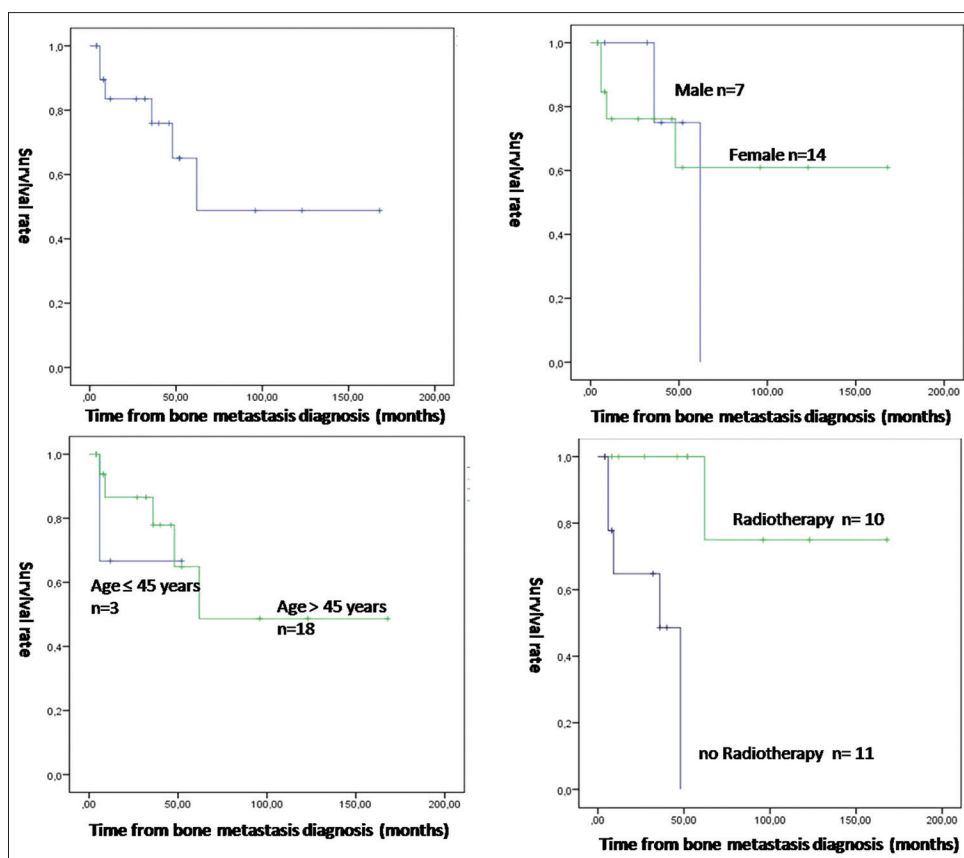 1,0
0,8
0,6
0,4
0,2
0,0
Survival rate
,00 50,00 100,00 150,00 200,00
Time from bone metastasis diagnosis (months)
1,0
0,8
0,6
0,4
0,2
0,0
Survival rate
Male n=7
Female n=14
,00 50,00 100,00 150,00 200,00
Time from bone metastasis diagnosis (months)
1,0
0,8
0,6
0,4
0,2
0,0
Survival rate
Age ≤ 45 years
n=3
Age > 45 years
n=18
,00 50,00 100,00 150,00 200,00
Time from bone metastasis diagnosis (months)
1,0
0,8
0,6
0,4
0,2
0,0
Survival rate
Radiotherapy n= 10
no Radiotherapy n= 11
,00 50,00 100,00 150,00 200,00
Time from bone metastasis diagnosis (months)